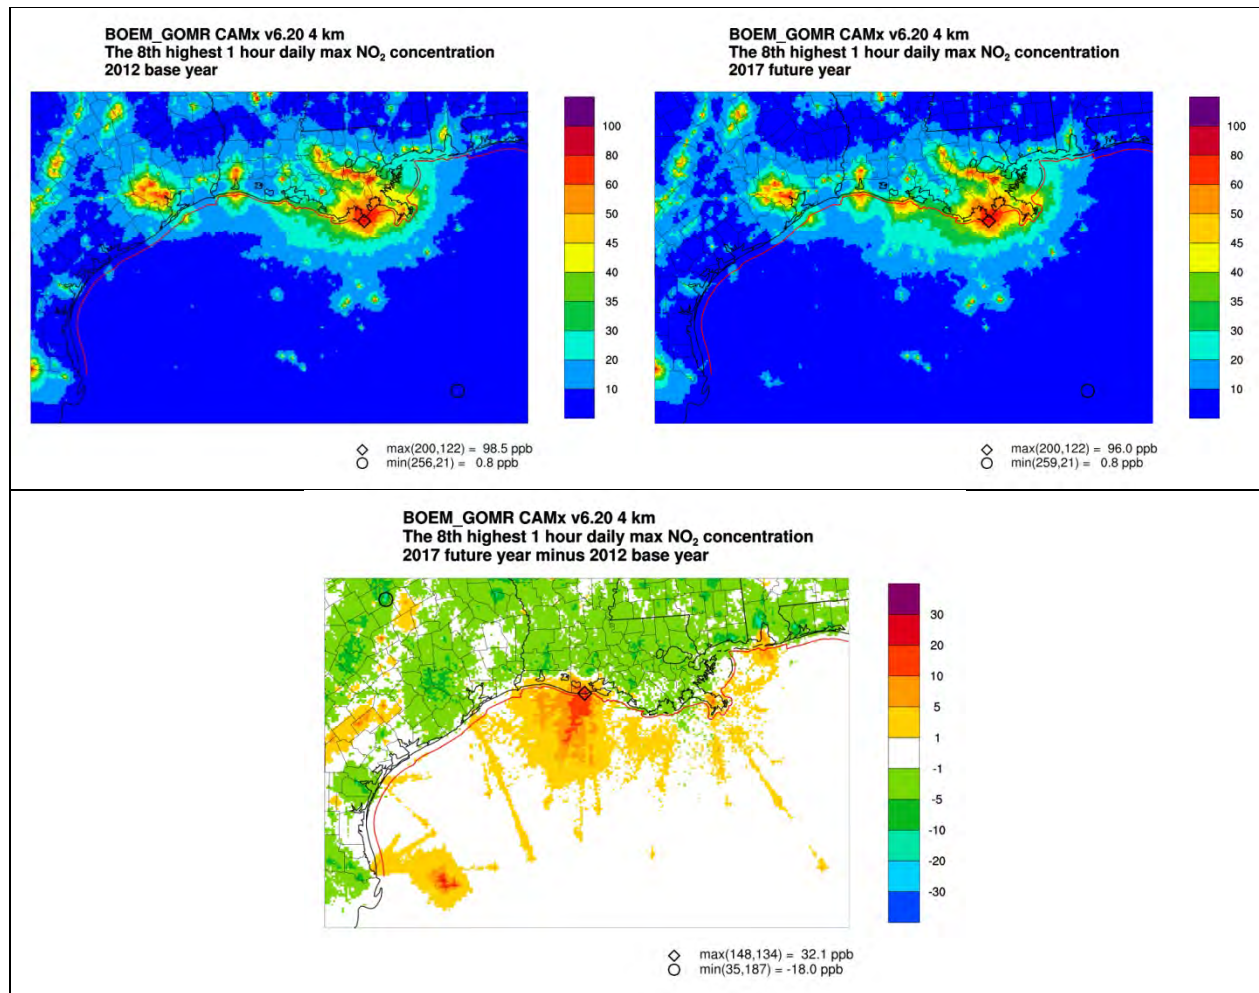 BOEM_GOMR CAMx v6.20 4 km
The 8th highest 1 hour daily max NO₂ concentration
2012 base year
100
80
60
50
45
40
35
30
20
10
max(200,122) = 98.5 ppb
min(256,21) = 0.8 ppb
BOEM_GOMR CAMx v6.20 4 km
The 8th highest 1 hour daily max NO₂ concentration
2017 future year
100
80
60
50
45
40
35
30
20
10
max(200,122) = 96.0 ppb
min(259,21) = 0.8 ppb
BOEM_GOMR CAMx v6.20 4 km
The 8th highest 1 hour daily max NO₂ concentration
2017 future year minus 2012 base year
30
20
10
5
1
-1
-5
-10
-20
-30
max(148,134) = 32.1 ppb
min(35,187) = -18.0 ppb